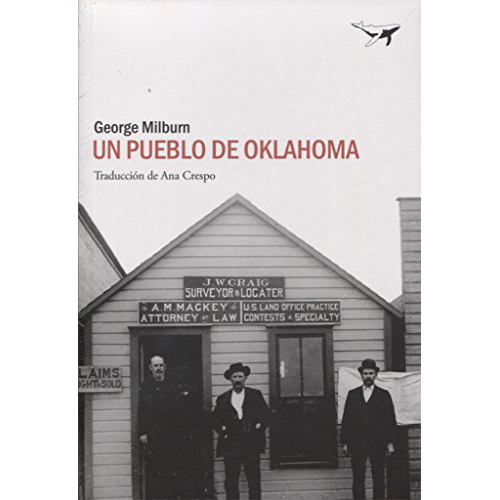 George Milburn
UN PUEBLO DE OKLAHOMA
Traducción de Ana Crespo
J.W.CRAIG
SURVEYOR & LOCATER
A.M.MACKEY
ATTORNEY AT LAW
U.S. LAND OFFICE PRACTICE
CONTESTS A SPECIALTY
LAIMS
GHT & SOLD